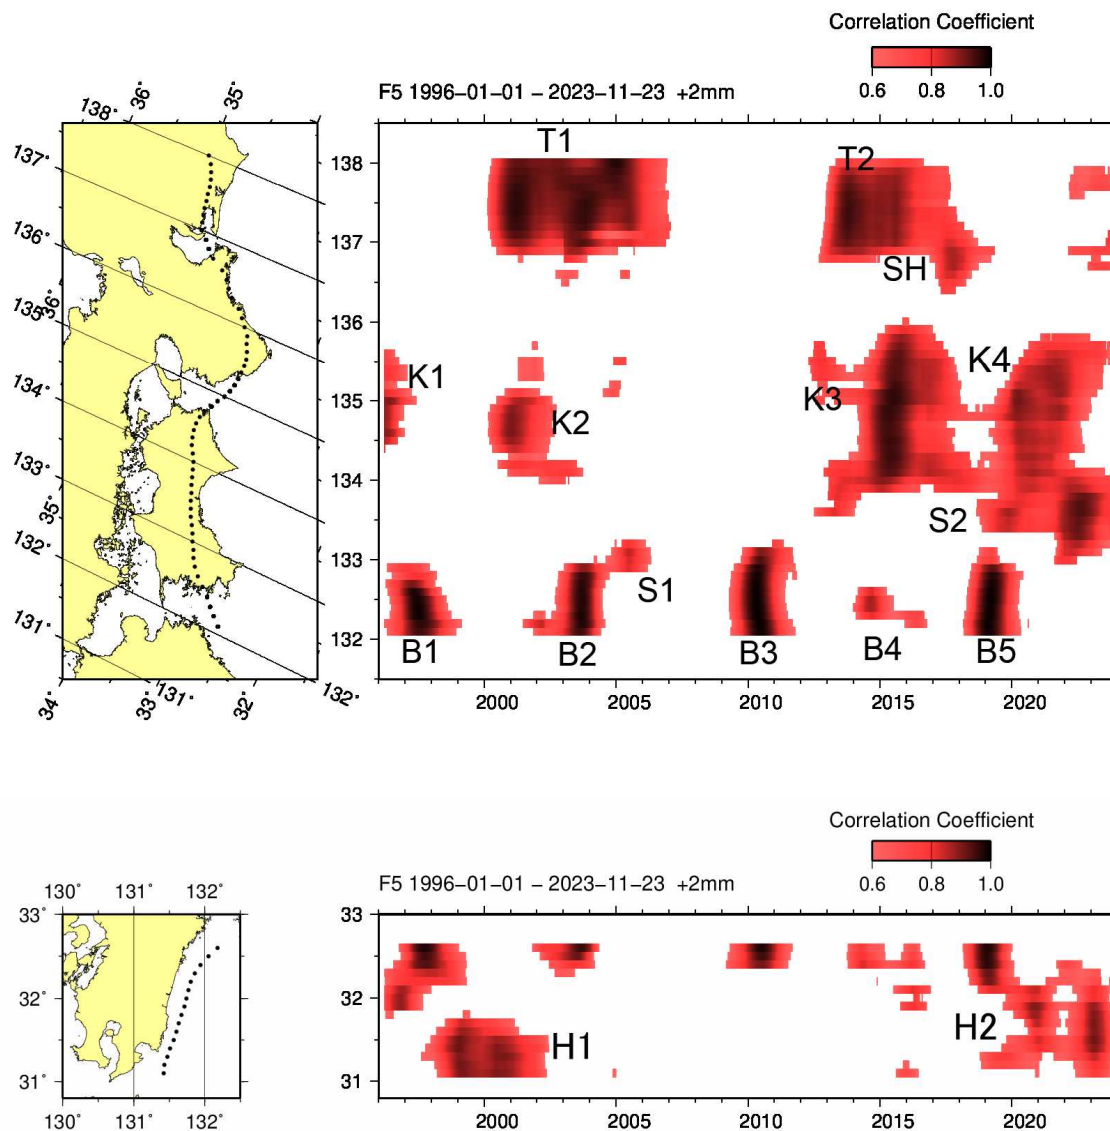 Correlation Coefficient
0.6 0.8 1.0
F5 1996-01-01 - 2023-11-23 +2mm
138° 36° 35°
137°
136°
135°
36°
134°
133°
35°
132°
131°
34° 131° 33° 32° 132°
138
137
136
135
134
133
132
T1
T2
SH
K1
K4
K3
K2
S2
S1
B1 B2 B3 B4 B5
2000 2005 2010 2015 2020
Correlation Coefficient
0.6 0.8 1.0
F5 1996-01-01 - 2023-11-23 +2mm
130° 131° 132°
33°
32°
31°
130° 131° 132°
33
32
31
H2
H1
2000 2005 2010 2015 2020